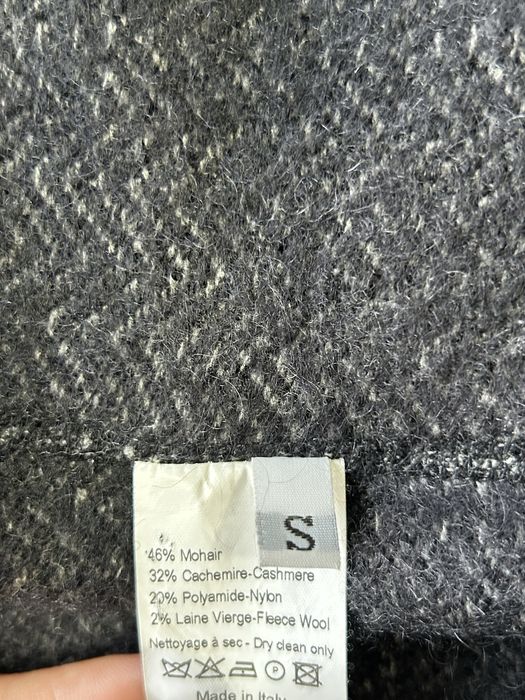 S
46% Mohair
32% Cachemire-Cashmere
20% Polyamide-Nylon
2% Laine Vierge-Fleece Wool
Nettoyage à sec - Dry clean only
P
Made in Italy